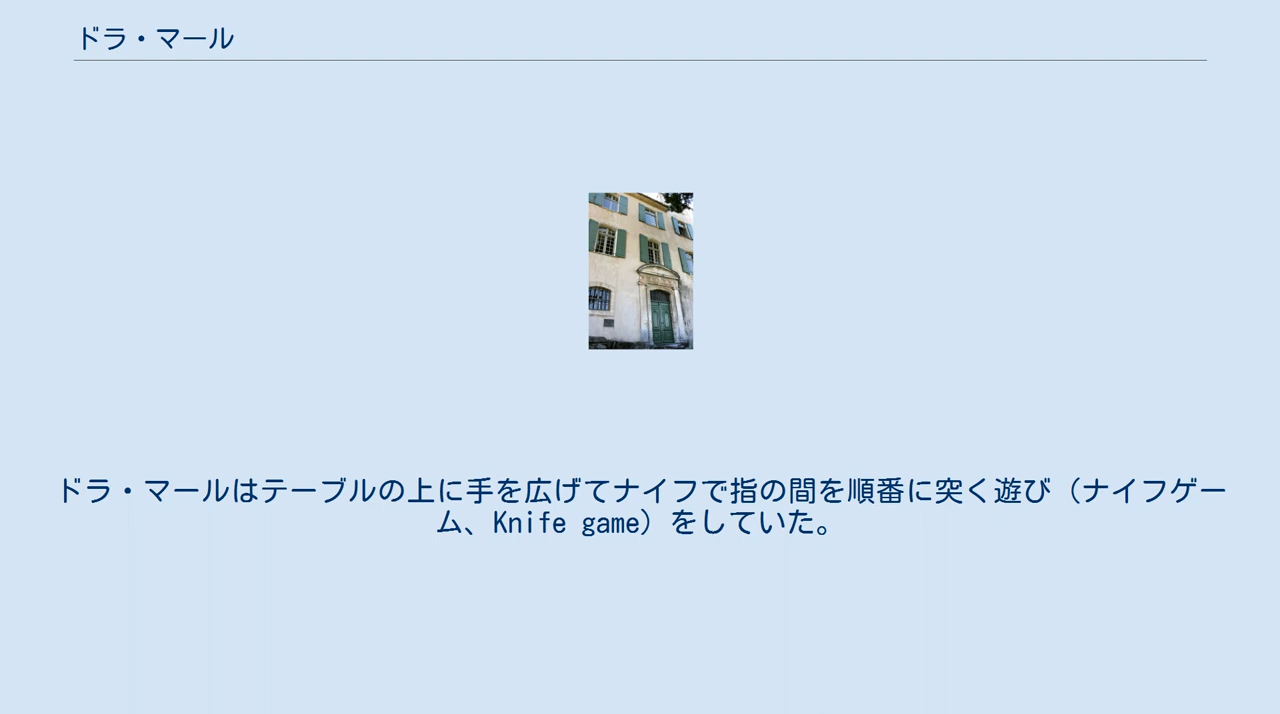 ドラ・マール
ドラ・マールはテーブルの上に手を広げてナイフで指の間を順番に突く遊び（ナイフゲー
ム、Knife game）をしていた。